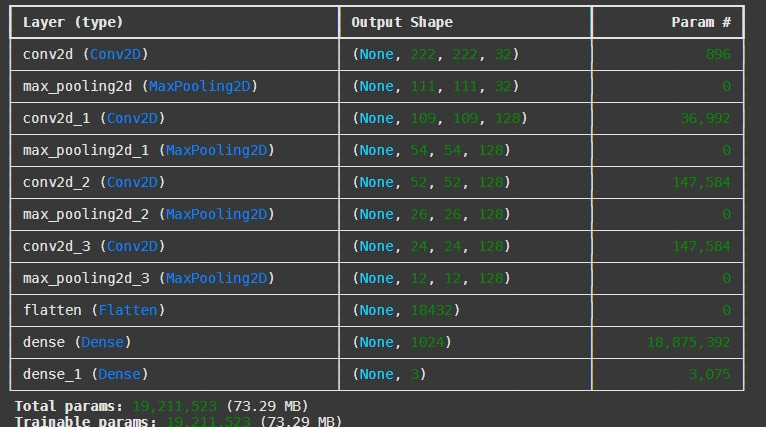 Layer (type) Output Shape Param #
conv2d (Conv2D) (None, 222, 222, 32) 896
max_pooling2d (MaxPooling2D) (None, 111, 111, 32) 0
conv2d_1 (Conv2D) (None, 109, 109, 128) 36,992
max_pooling2d_1 (MaxPooling2D) (None, 54, 54, 128) 0
conv2d_2 (Conv2D) (None, 52, 52, 128) 147,584
max_pooling2d_2 (MaxPooling2D) (None, 26, 26, 128) 0
conv2d_3 (Conv2D) (None, 24, 24, 128) 147,584
max_pooling2d_3 (MaxPooling2D) (None, 12, 12, 128) 0
flatten (Flatten) (None, 18432) 0
dense (Dense) (None, 1024) 18,875,392
dense_1 (Dense) (None, 3) 3,075
Total params: 19,211,523 (73.29 MB)
Trainable params: 19,211,523 (73.29 MB)